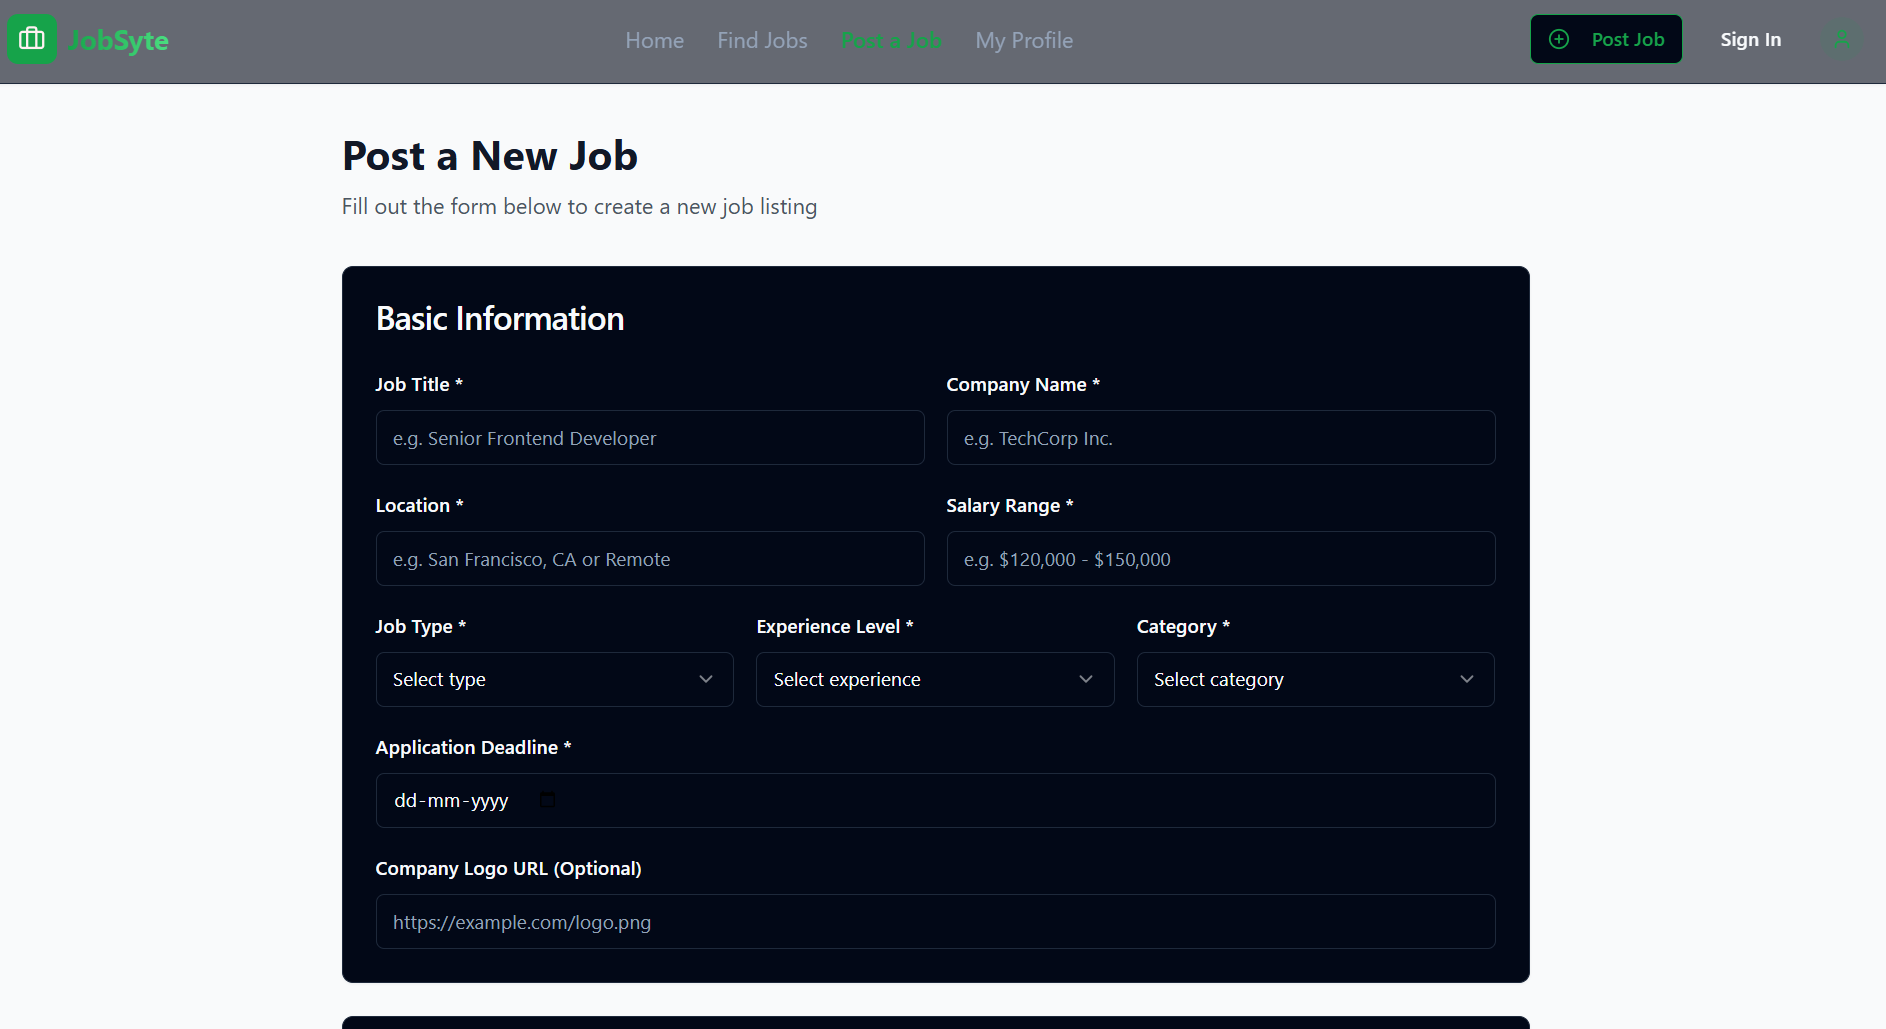 JobSyte
Home Find Jobs Post a Job My Profile
Post Job Sign In
Post a New Job
Fill out the form below to create a new job listing
Basic Information
Job Title * Company Name *
e.g. Senior Frontend Developer e.g. TechCorp Inc.
Location * Salary Range *
e.g. San Francisco, CA or Remote e.g. $120,000 - $150,000
Job Type * Experience Level * Category *
Select type Select experience Select category
Application Deadline *
dd-mm-yyyy
Company Logo URL (Optional)
https://example.com/logo.png